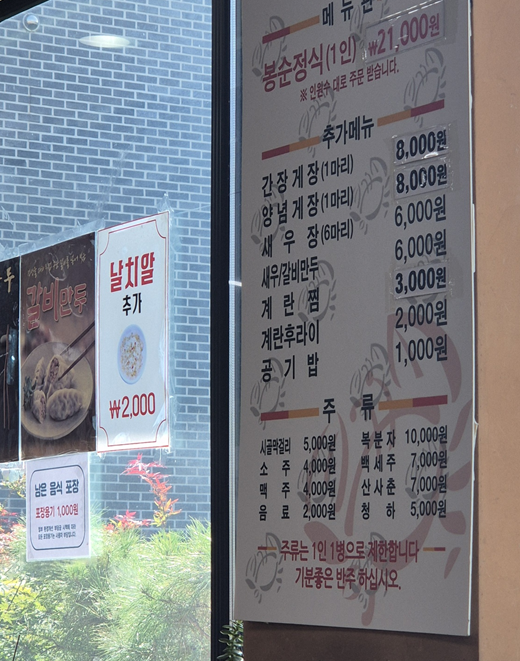 메뉴판
봉순정식(1인) ₩21,000원
※ 인원수 대로 주문 받습니다.
추가메뉴
간장게장(1마리) 8,000원
양념게장(1마리) 8,000원
새우장(6마리) 6,000원
새우/갈비만두 6,000원
계란찜 3,000원
계란후라이 2,000원
공기밥 1,000원
주류
시골막걸리 5,000원 복분자 10,000원
소주 4,000원 백세주 7,000원
맥주 4,000원 산사춘 7,000원
음료 2,000원 청하 5,000원
주류는 1인 1병으로 제한합니다
기분좋은 반주 하십시오.
갈비만두
날치알
추가
₩2,000
남은 음식 포장
포장용기 1,000원